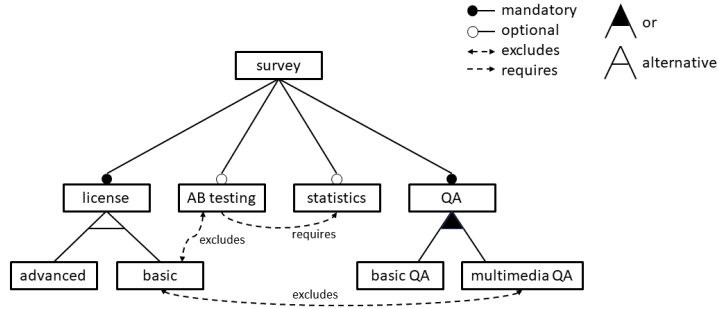 mandatory
optional
excludes
requires
or
alternative
survey
license
AB testing
statistics
QA
excludes
requires
advanced
basic
basic QA
multimedia QA
excludes